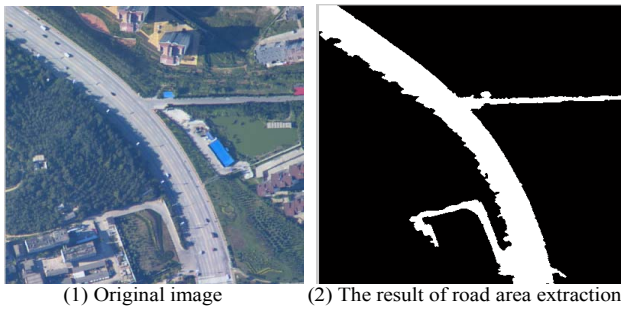 (1) Original image
(2) The result of road area extraction